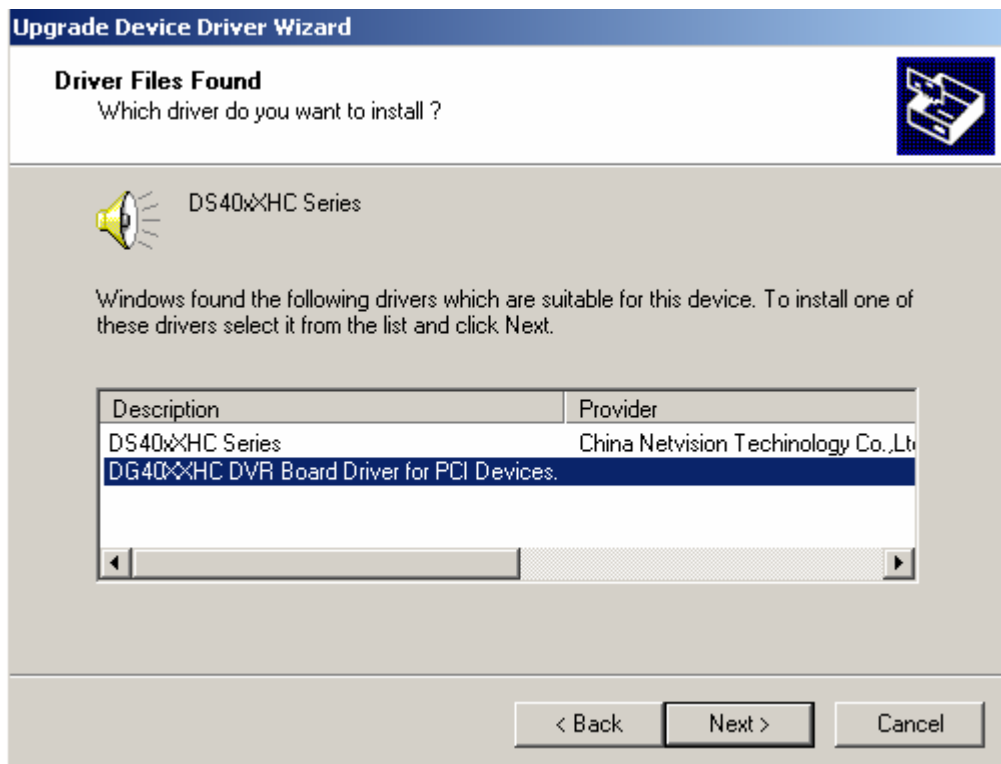 Upgrade Device Driver Wizard
Driver Files Found
Which driver do you want to install ?
DS40xXHC Series
Windows found the following drivers which are suitable for this device. To install one of
these drivers select it from the list and click Next.
Description Provider
DS40xXHC Series China Netvision Techinology Co.,Ltd
DG40XXHC DVR Board Driver for PCI Devices.
< Back Next > Cancel